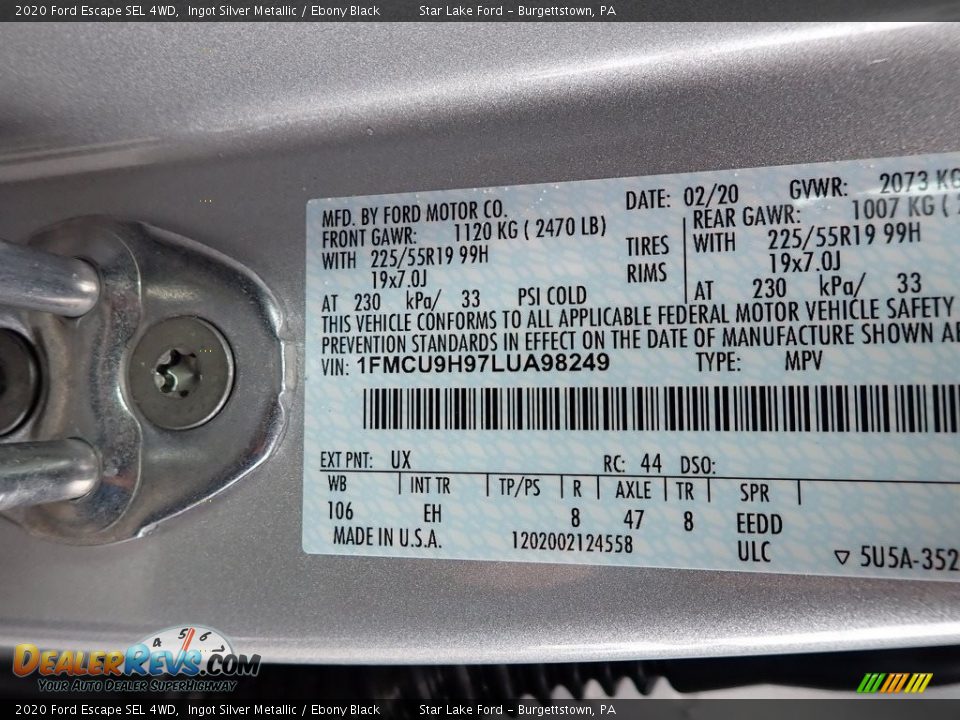 2020 Ford Escape SEL 4WD, Ingot Silver Metallic / Ebony Black Star Lake Ford - Burgettstown, PA
MFD. BY FORD MOTOR CO. DATE: 02/20 GVWR: 2073 KG
FRONT GAWR: 1120 KG ( 2470 LB) REAR GAWR: 1007 KG (
WITH 225/55R19 99H TIRES WITH 225/55R19 99H
19x7.0J RIMS 19x7.0J
AT 230 kPa/ 33 PSI COLD AT 230 kPa/ 33
THIS VEHICLE CONFORMS TO ALL APPLICABLE FEDERAL MOTOR VEHICLE SAFETY
PREVENTION STANDARDS IN EFFECT ON THE DATE OF MANUFACTURE SHOWN
VIN: 1FMCU9H97LUA98249 TYPE: MPV
EXT PNT: UX RC: 44 DSO:
WB INT TR TP/PS R AXLE TR SPR
106 EH 8 47 8 EEDD
MADE IN U.S.A. 1202002124558 ULC ▽ 5U5A-352
4 5 6 7
DealerRevs.com
Your Auto Dealer SuperHighway
2020 Ford Escape SEL 4WD, Ingot Silver Metallic / Ebony Black Star Lake Ford - Burgettstown, PA